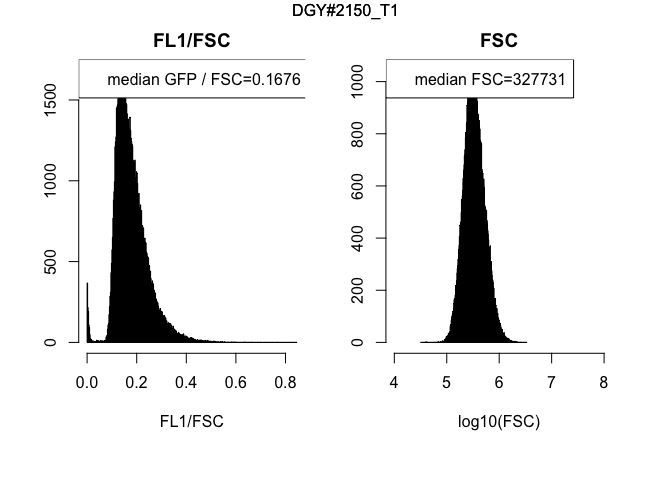 DGY#2150_T1
FL1/FSC
median GFP / FSC=0.1676
0
500
1000
1500
0.0 0.2 0.4 0.6 0.8
FL1/FSC
FSC
median FSC=327731
0
200
400
600
800
1000
4 5 6 7 8
log10(FSC)